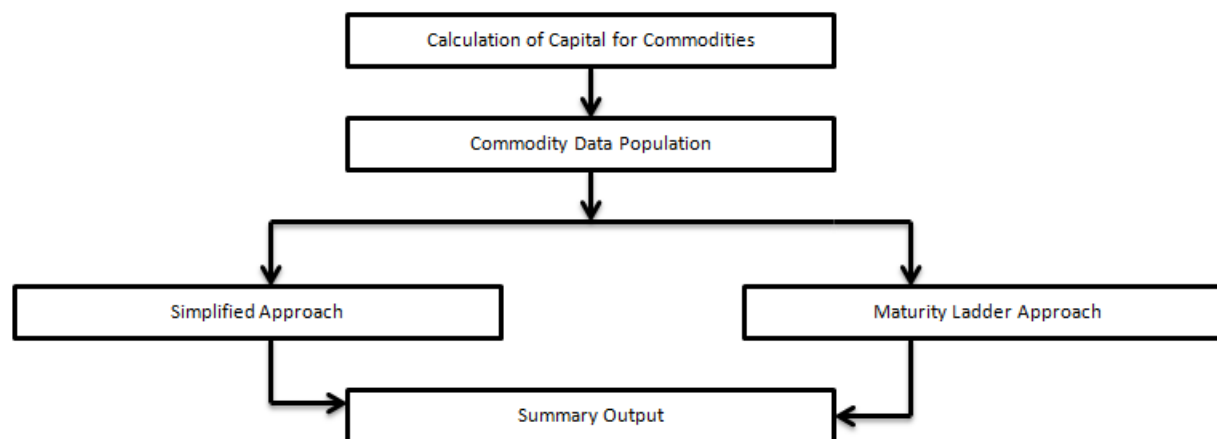 Calculation of Capital for Commodities
Commodity Data Population
Simplified Approach
Maturity Ladder Approach
Summary Output